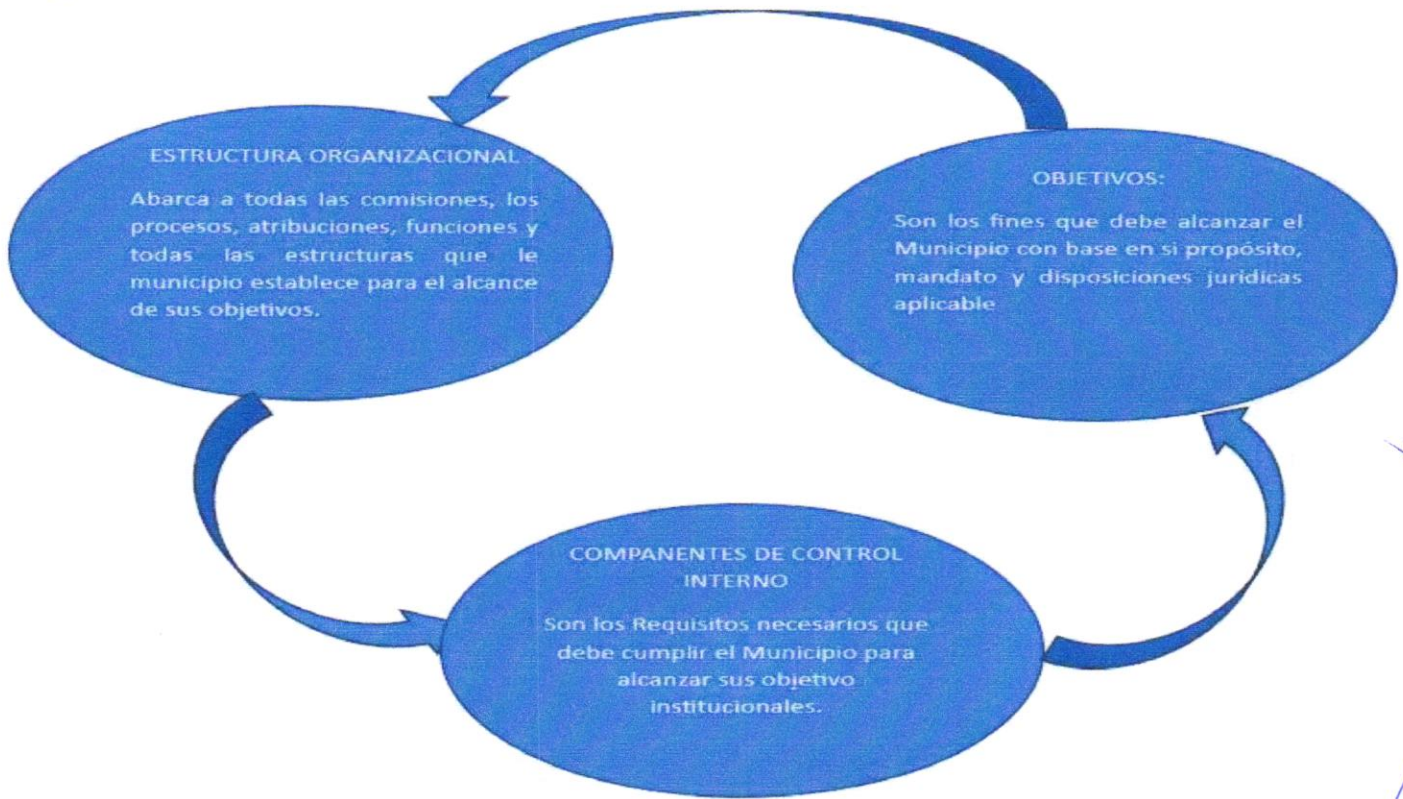 ESTRUCTURA ORGANIZACIONAL
Abarca a todas las comisiones, los
procesos, atribuciones, funciones y
todas las estructuras que le
municipio establece para el alcance
de sus objetivos.
OBJETIVOS:
Son los fines que debe alcanzar el
Municipio con base en si propósito,
mandato y disposiciones jurídicas
aplicable
COMPANENTES DE CONTROL
INTERNO
Son los Requisitos necesarios que
debe cumplir el Municipio para
alcanzar sus objetivo
institucionales.